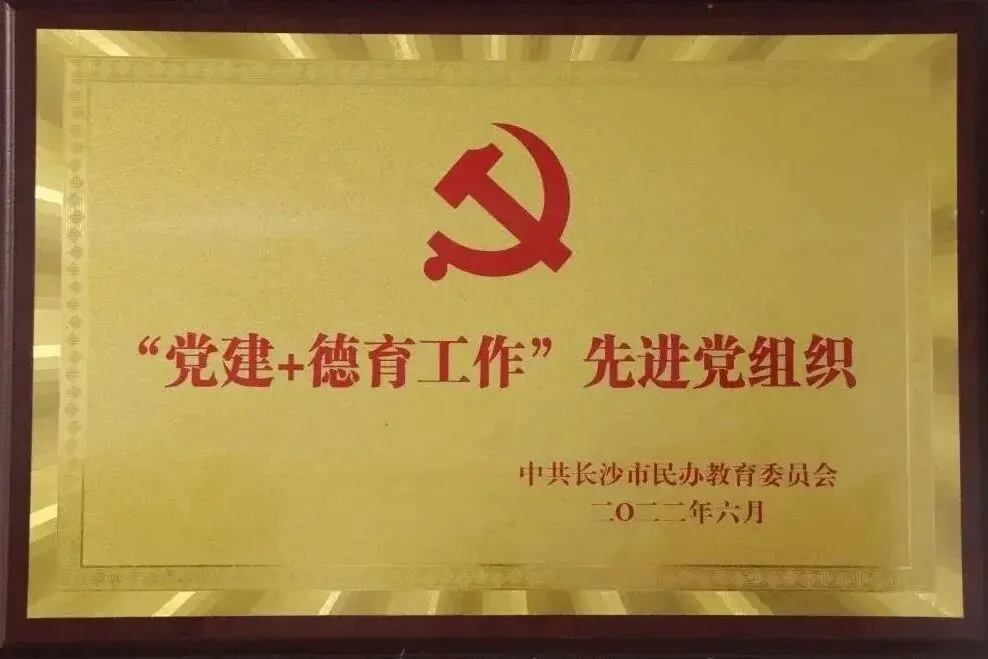 “党建+德育工作”先进党组织
中共长沙市民办教育委员会
二〇二二年六月